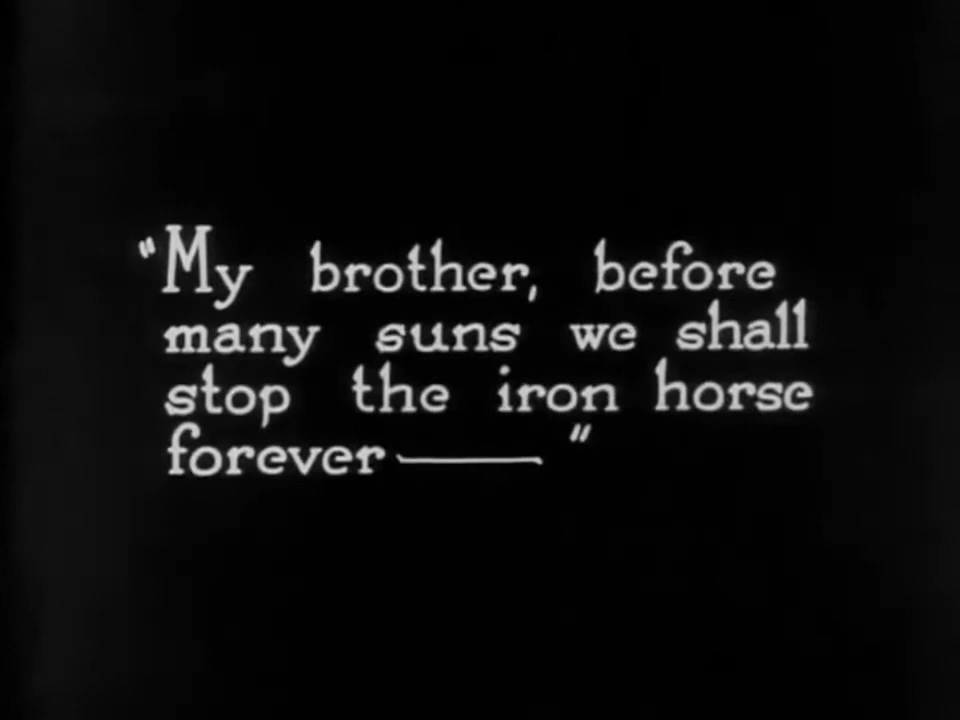 "My brother, before
many suns we shall
stop the iron horse
forever——"